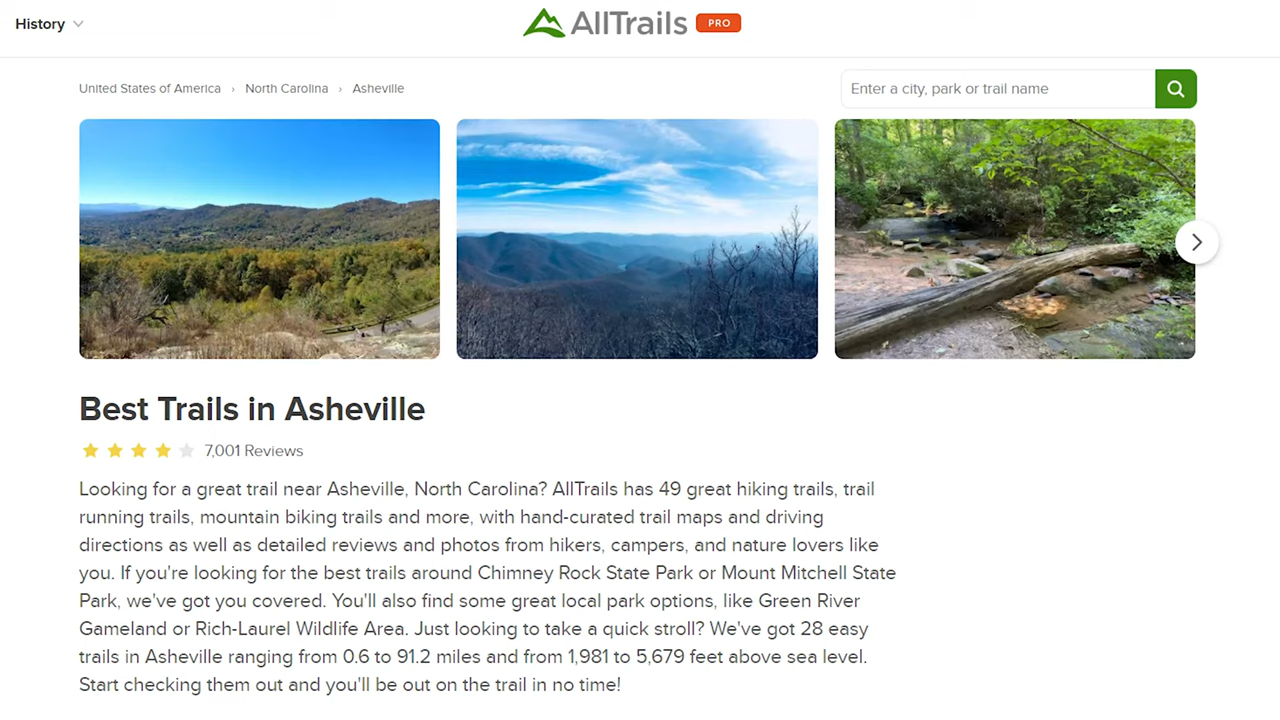 History
AllTrails PRO
United States of America › North Carolina › Asheville
Enter a city, park or trail name
Best Trails in Asheville
7,001 Reviews
Looking for a great trail near Asheville, North Carolina? AllTrails has 49 great hiking trails, trail
running trails, mountain biking trails and more, with hand-curated trail maps and driving
directions as well as detailed reviews and photos from hikers, campers, and nature lovers like
you. If you're looking for the best trails around Chimney Rock State Park or Mount Mitchell State
Park, we've got you covered. You'll also find some great local park options, like Green River
Gameland or Rich-Laurel Wildlife Area. Just looking to take a quick stroll? We've got 28 easy
trails in Asheville ranging from 0.6 to 91.2 miles and from 1,981 to 5,679 feet above sea level.
Start checking them out and you'll be out on the trail in no time!